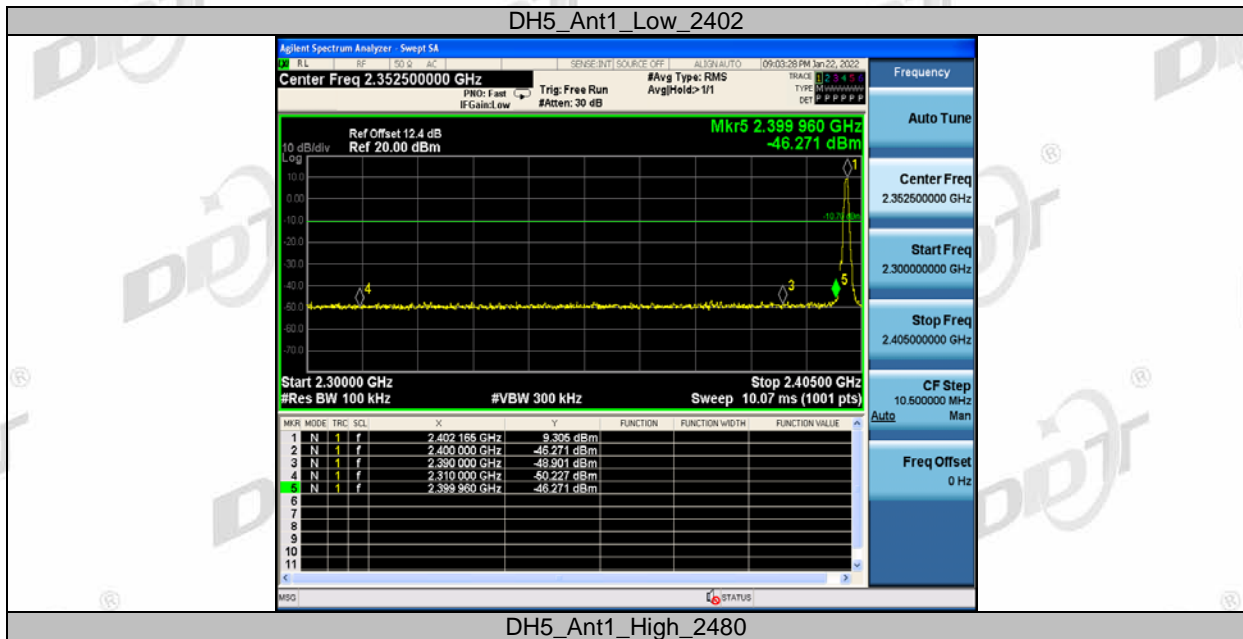 DH5_Ant1_Low_2402
Agilent Spectrum Analyzer - Swept SA
RL RF 50 Ω AC SENSE:INT SOURCE OFF ALIGNAUTO 09:03:28 PM Jan 22, 2022
Center Freq 2.352500000 GHz
PNO: Fast
IFGain:Low
Trig: Free Run
#Atten: 30 dB
#Avg Type: RMS
Avg|Hold>1/1
TRACE 1 2 3 4 5 6
TYPE M
DET P P P P P P
Frequency
Auto Tune
Center Freq
2.352500000 GHz
Start Freq
2.300000000 GHz
Stop Freq
2.405000000 GHz
CF Step
10.500000 MHz
Auto Man
Freq Offset
0 Hz
Mkr5 2.399 960 GHz
-46.271 dBm
Ref Offset 12.4 dB
10 dB/div Ref 20.00 dBm
Log
10.0
0.00
-10.0
-20.0
-30.0
-40.0
-50.0
-60.0
-70.0
1
3
4
5
Start 2.30000 GHz Stop 2.40500 GHz
#Res BW 100 kHz #VBW 300 kHz Sweep 10.07 ms (1001 pts)
MKR MODE TRC SCL X Y FUNCTION FUNCTION WIDTH FUNCTION VALUE
1 N 1 f 2.402 165 GHz 9.305 dBm
2 N 1 f 2.400 000 GHz -46.271 dBm
3 N 1 f 2.390 000 GHz -48.901 dBm
4 N 1 f 2.310 000 GHz -50.227 dBm
5 N 1 f 2.399 960 GHz -46.271 dBm
6
7
8
9
10
11
MSG STATUS
DH5_Ant1_High_2480
DDT
®